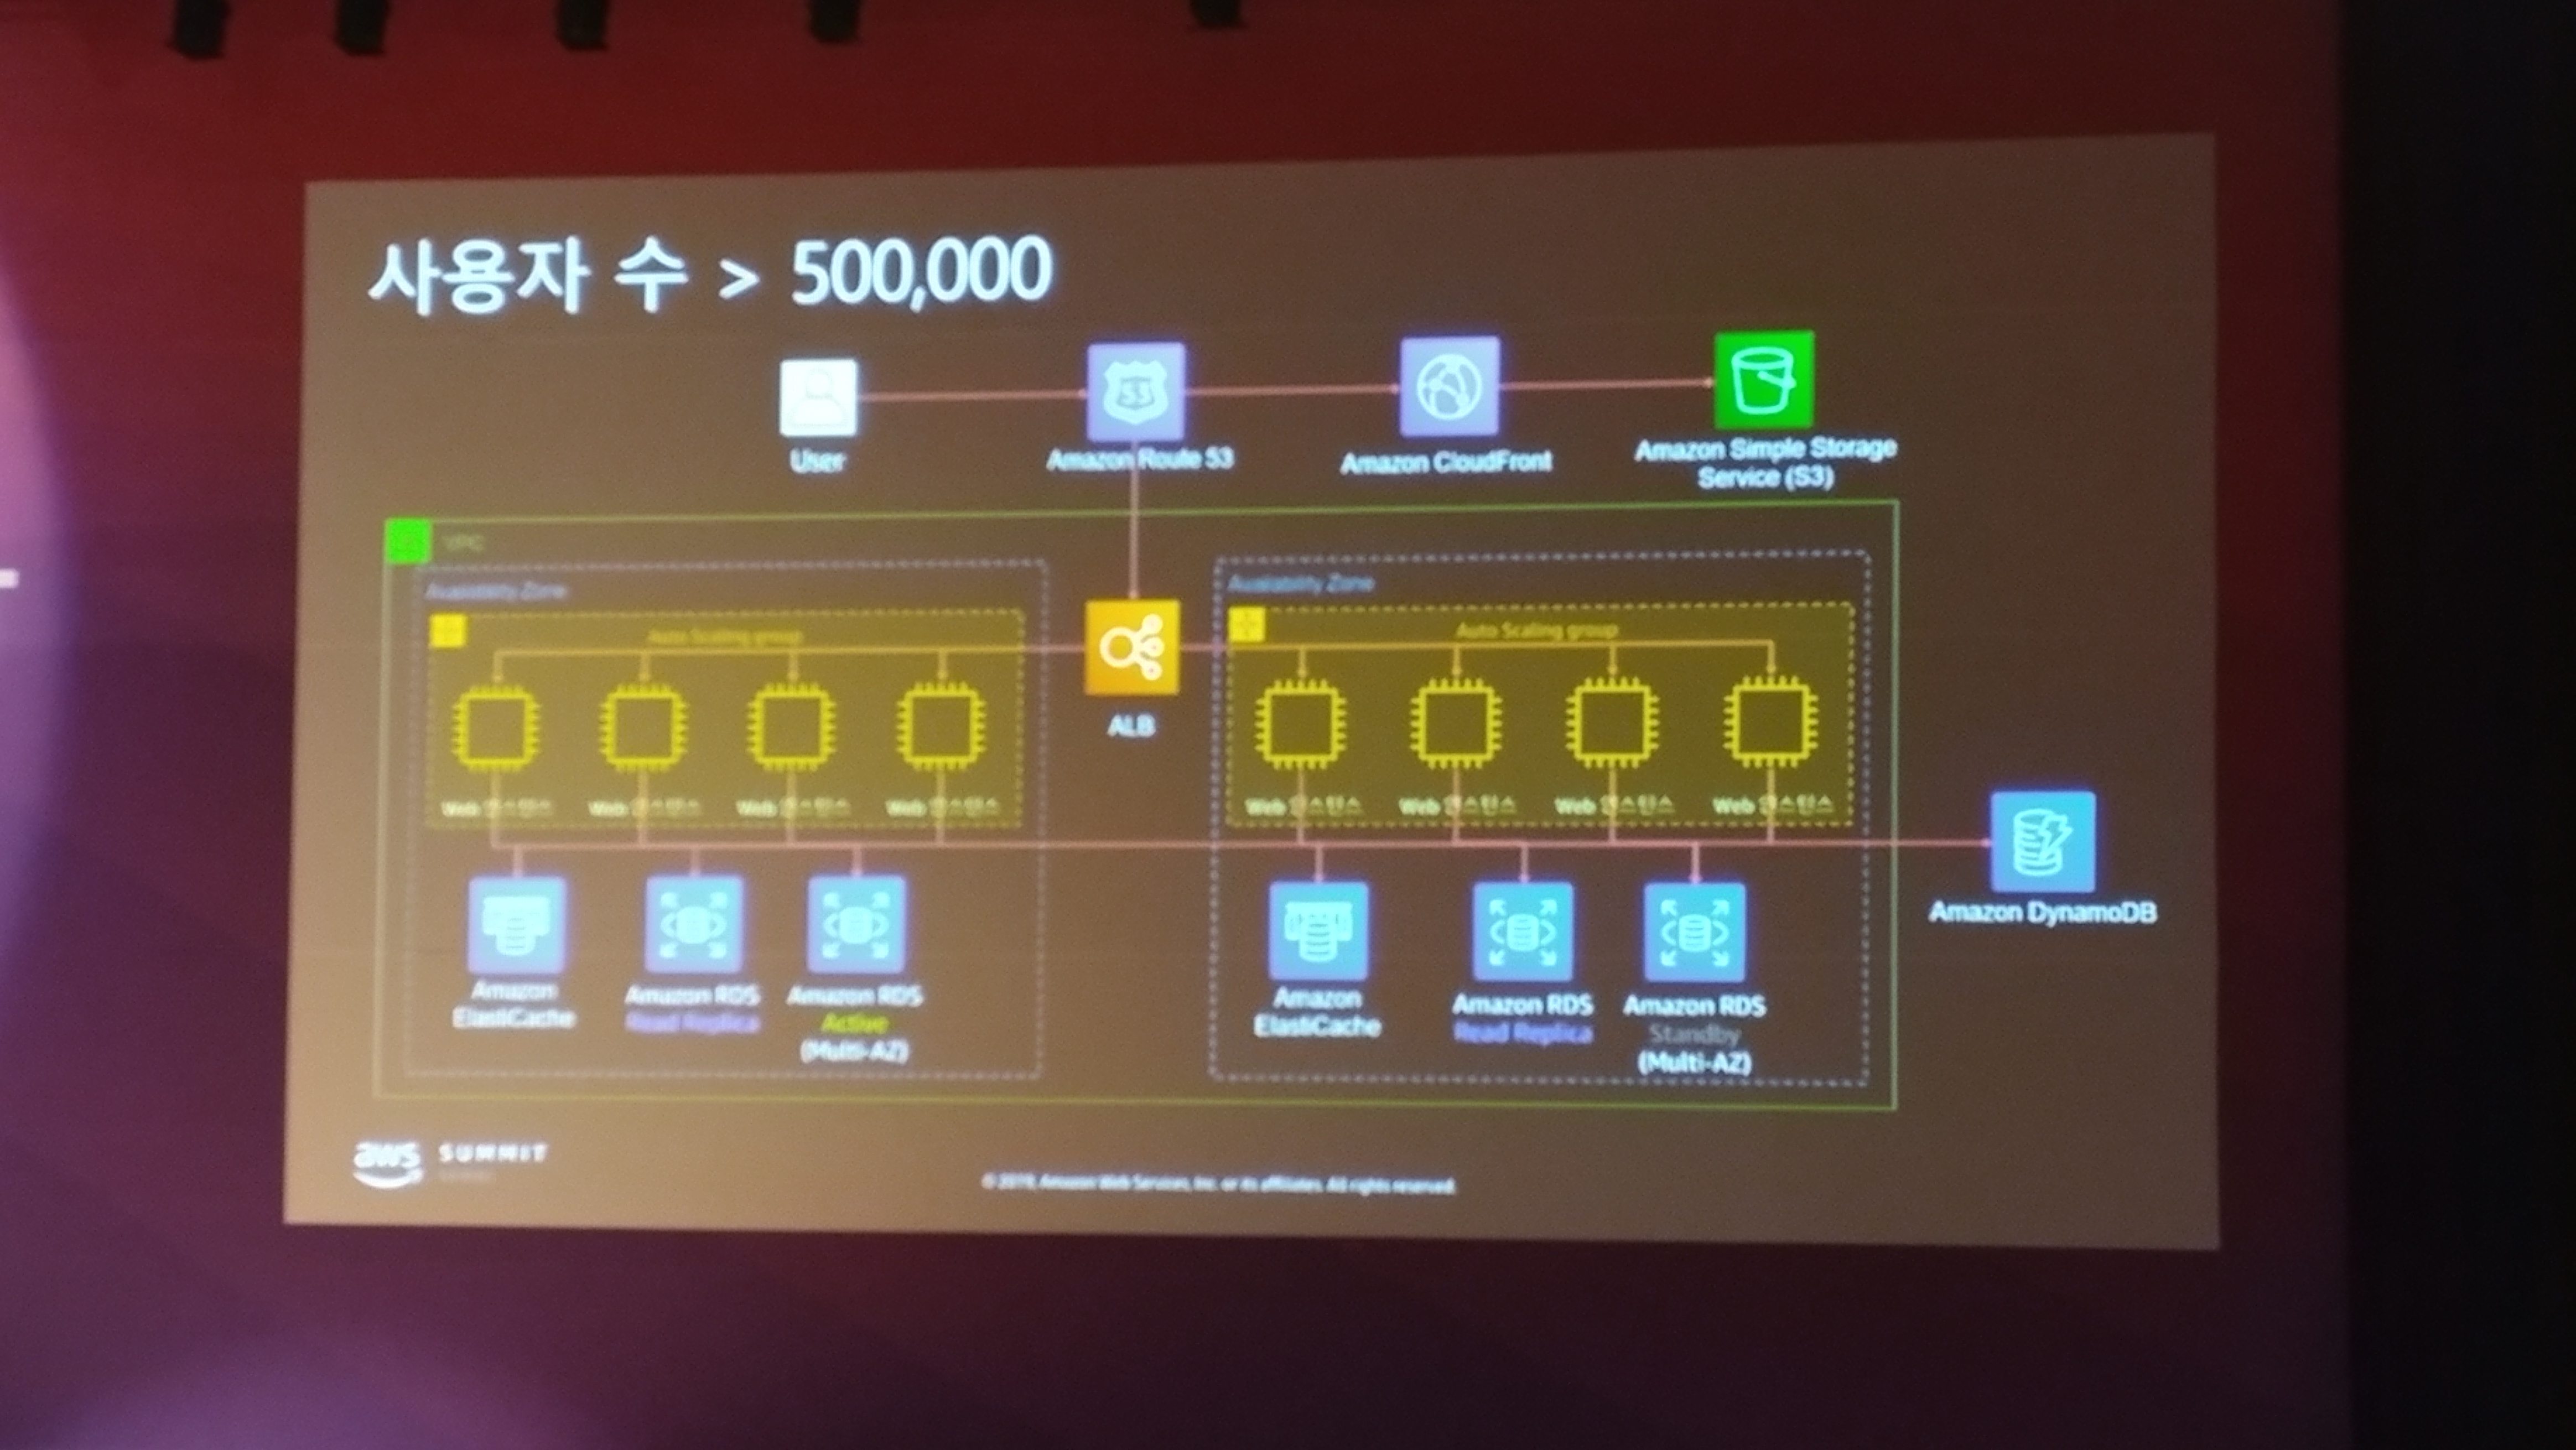 사용자 수 > 500,000
User
Amazon Route 53
Amazon CloudFront
Amazon Simple Storage
Service (S3)
VPC
Availability Zone
Availability Zone
Auto Scaling group
Auto Scaling group
ALB
Web 인스턴스
Web 인스턴스
Web 인스턴스
Web 인스턴스
Web 인스턴스
Web 인스턴스
Web 인스턴스
Web 인스턴스
Amazon DynamoDB
Amazon
ElastiCache
Amazon RDS
Read Replica
Amazon RDS
Active
(Multi-AZ)
Amazon
ElastiCache
Amazon RDS
Read Replica
Amazon RDS
Standby
(Multi-AZ)
aws SUMMIT
© 2019, Amazon Web Services, Inc. or its affiliates. All rights reserved.